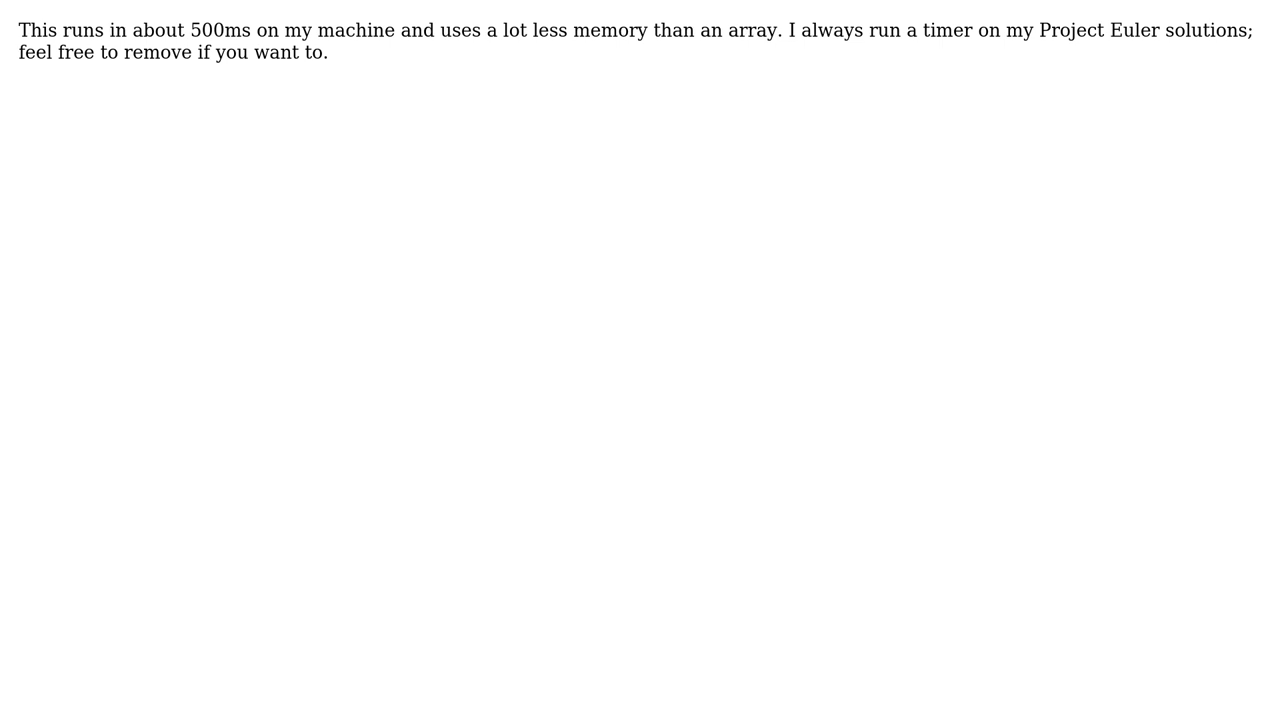 This runs in about 500ms on my machine and uses a lot less memory than an array. I always run a timer on my Project Euler solutions;
feel free to remove if you want to.